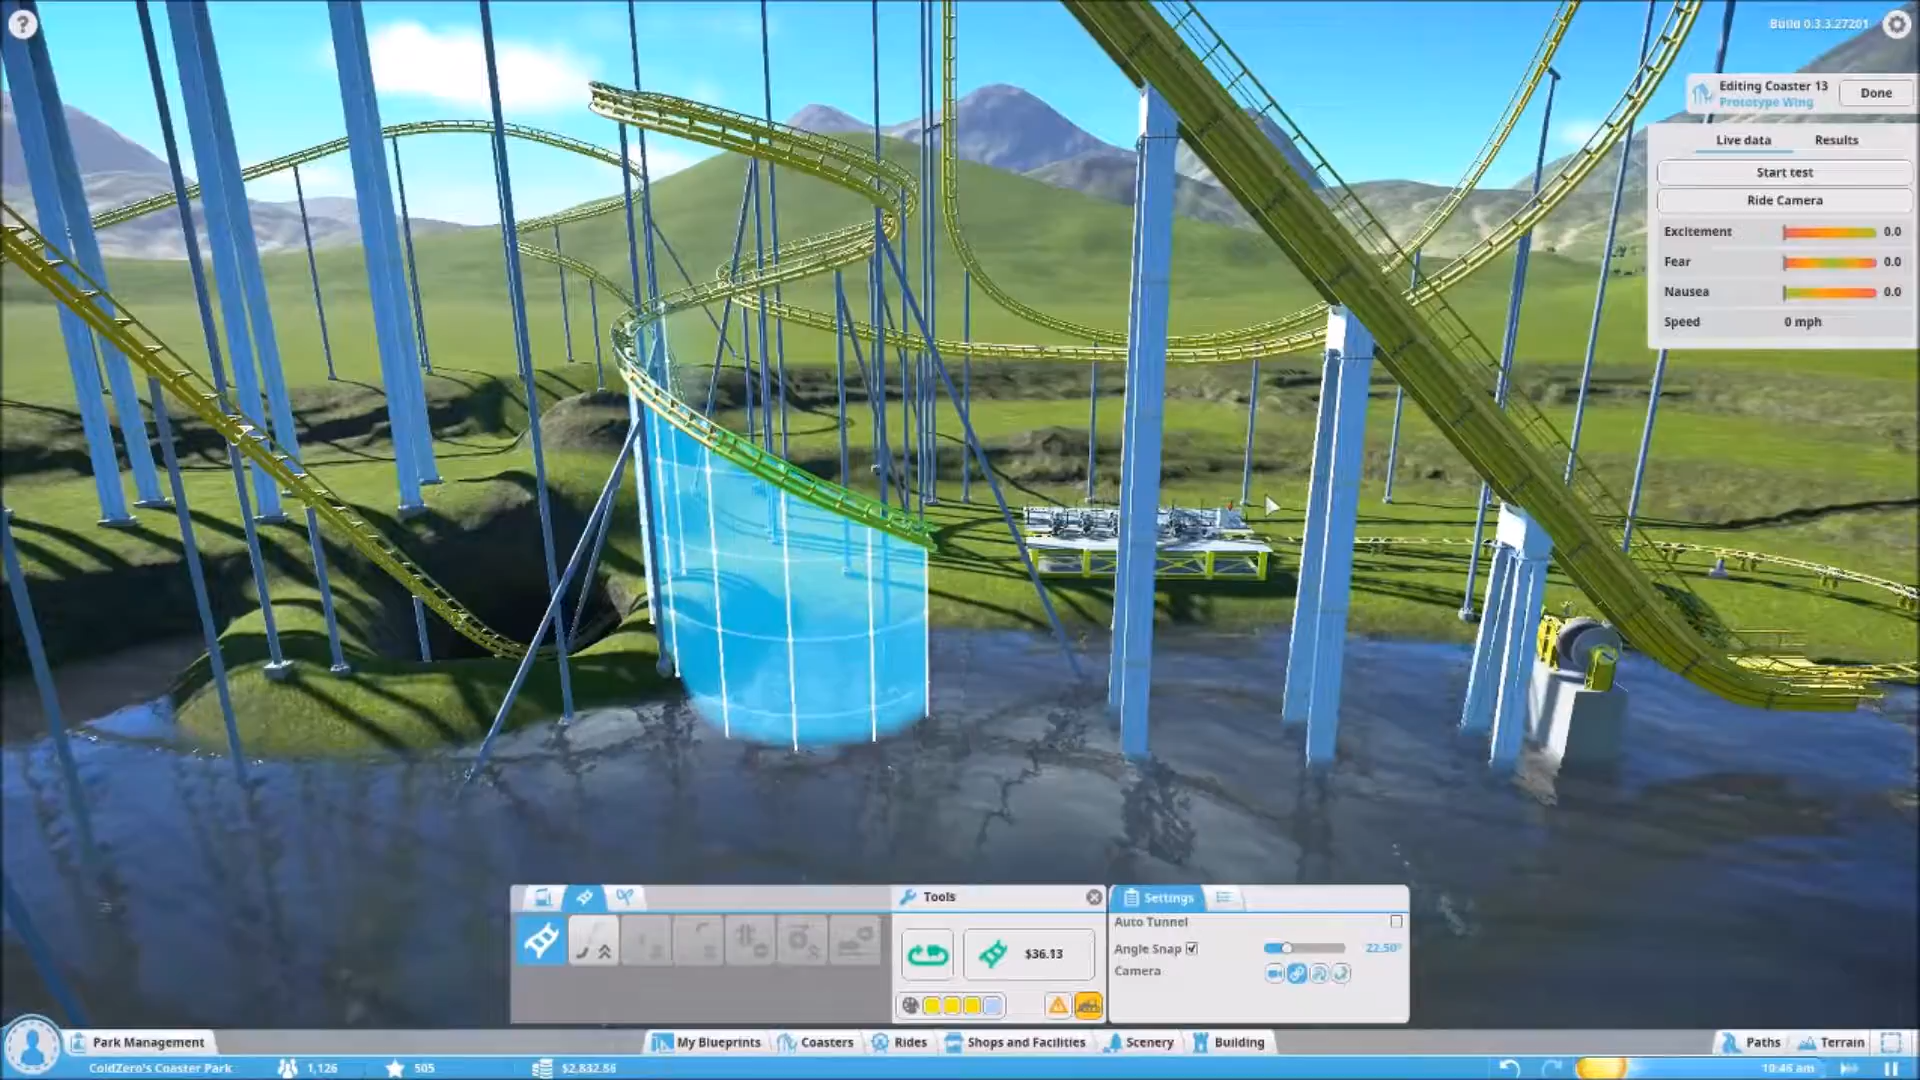 ?
Build 0.3.3.27201
Editing Coaster 13
Prototype Wing
Done
Live data Results
Start test
Ride Camera
Excitement 0.0
Fear 0.0
Nausea 0.0
Speed 0 mph
Tools
$36.13
Settings
Auto Tunnel
Angle Snap 22.50°
Camera
Park Management
My Blueprints Coasters Rides Shops and Facilities Scenery Building
Paths Terrain
ColdZero's Coaster Park 1,126 505 $2,832.56 10:46 am